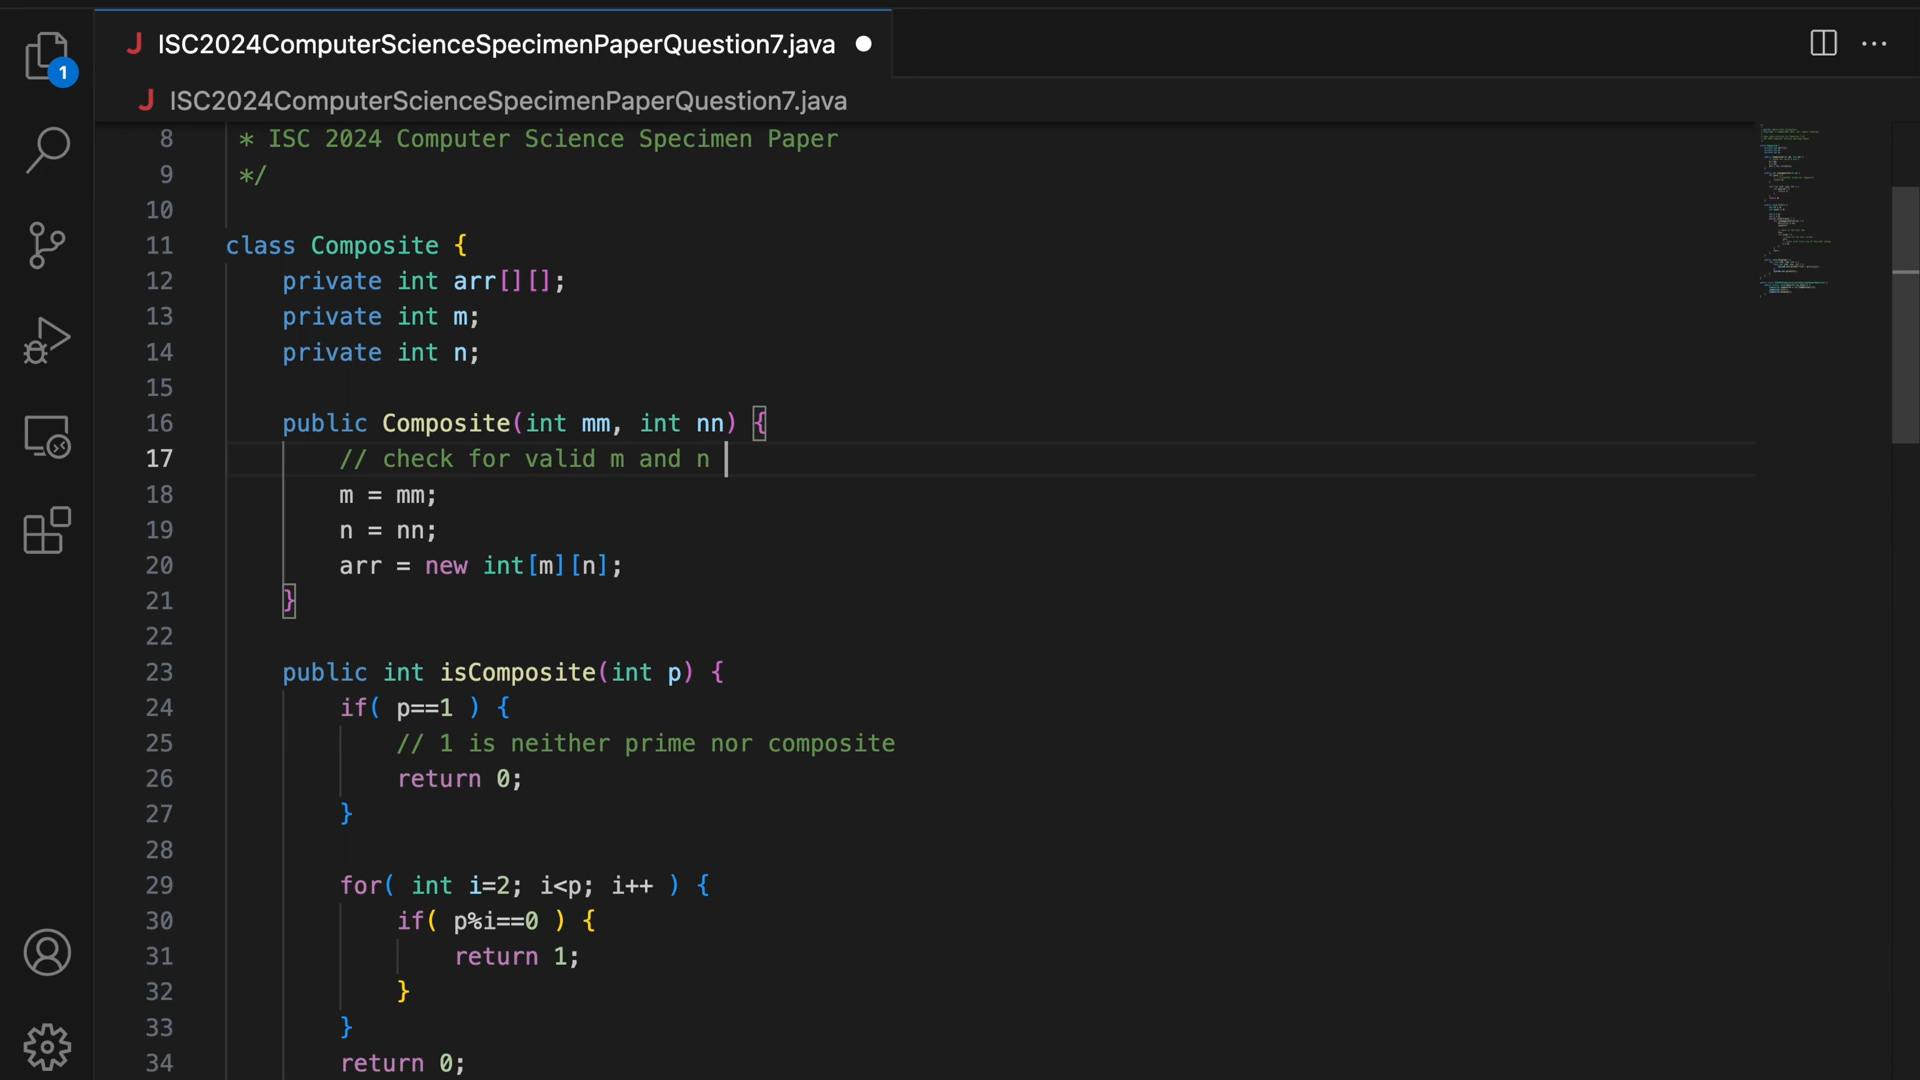 J ISC2024ComputerScienceSpecimenPaperQuestion7.java
1
J ISC2024ComputerScienceSpecimenPaperQuestion7.java
8 * ISC 2024 Computer Science Specimen Paper
9 */
10
11 class Composite {
12 private int arr[][];
13 private int m;
14 private int n;
15
16 public Composite(int mm, int nn) {
17 // check for valid m and n
18 m = mm;
19 n = nn;
20 arr = new int[m][n];
21 }
22
23 public int isComposite(int p) {
24 if( p==1 ) {
25 // 1 is neither prime nor composite
26 return 0;
27 }
28
29 for( int i=2; i<p; i++ ) {
30 if( p%i==0 ) {
31 return 1;
32 }
33 }
34 return 0;